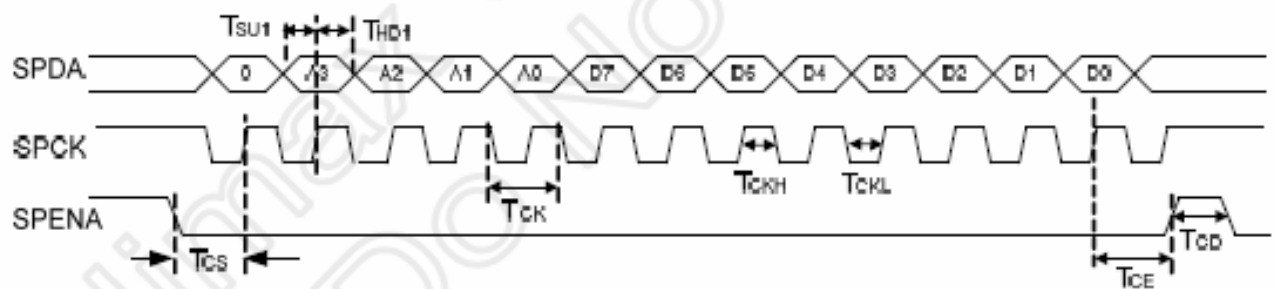 TSU1 THD1
SPDA 0 A3 A2 A1 A0 D7 D6 D5 D4 D3 D2 D1 D0
SPCK
TCKH TCKL
TCK
SPENA
TCS
TCD
TCE